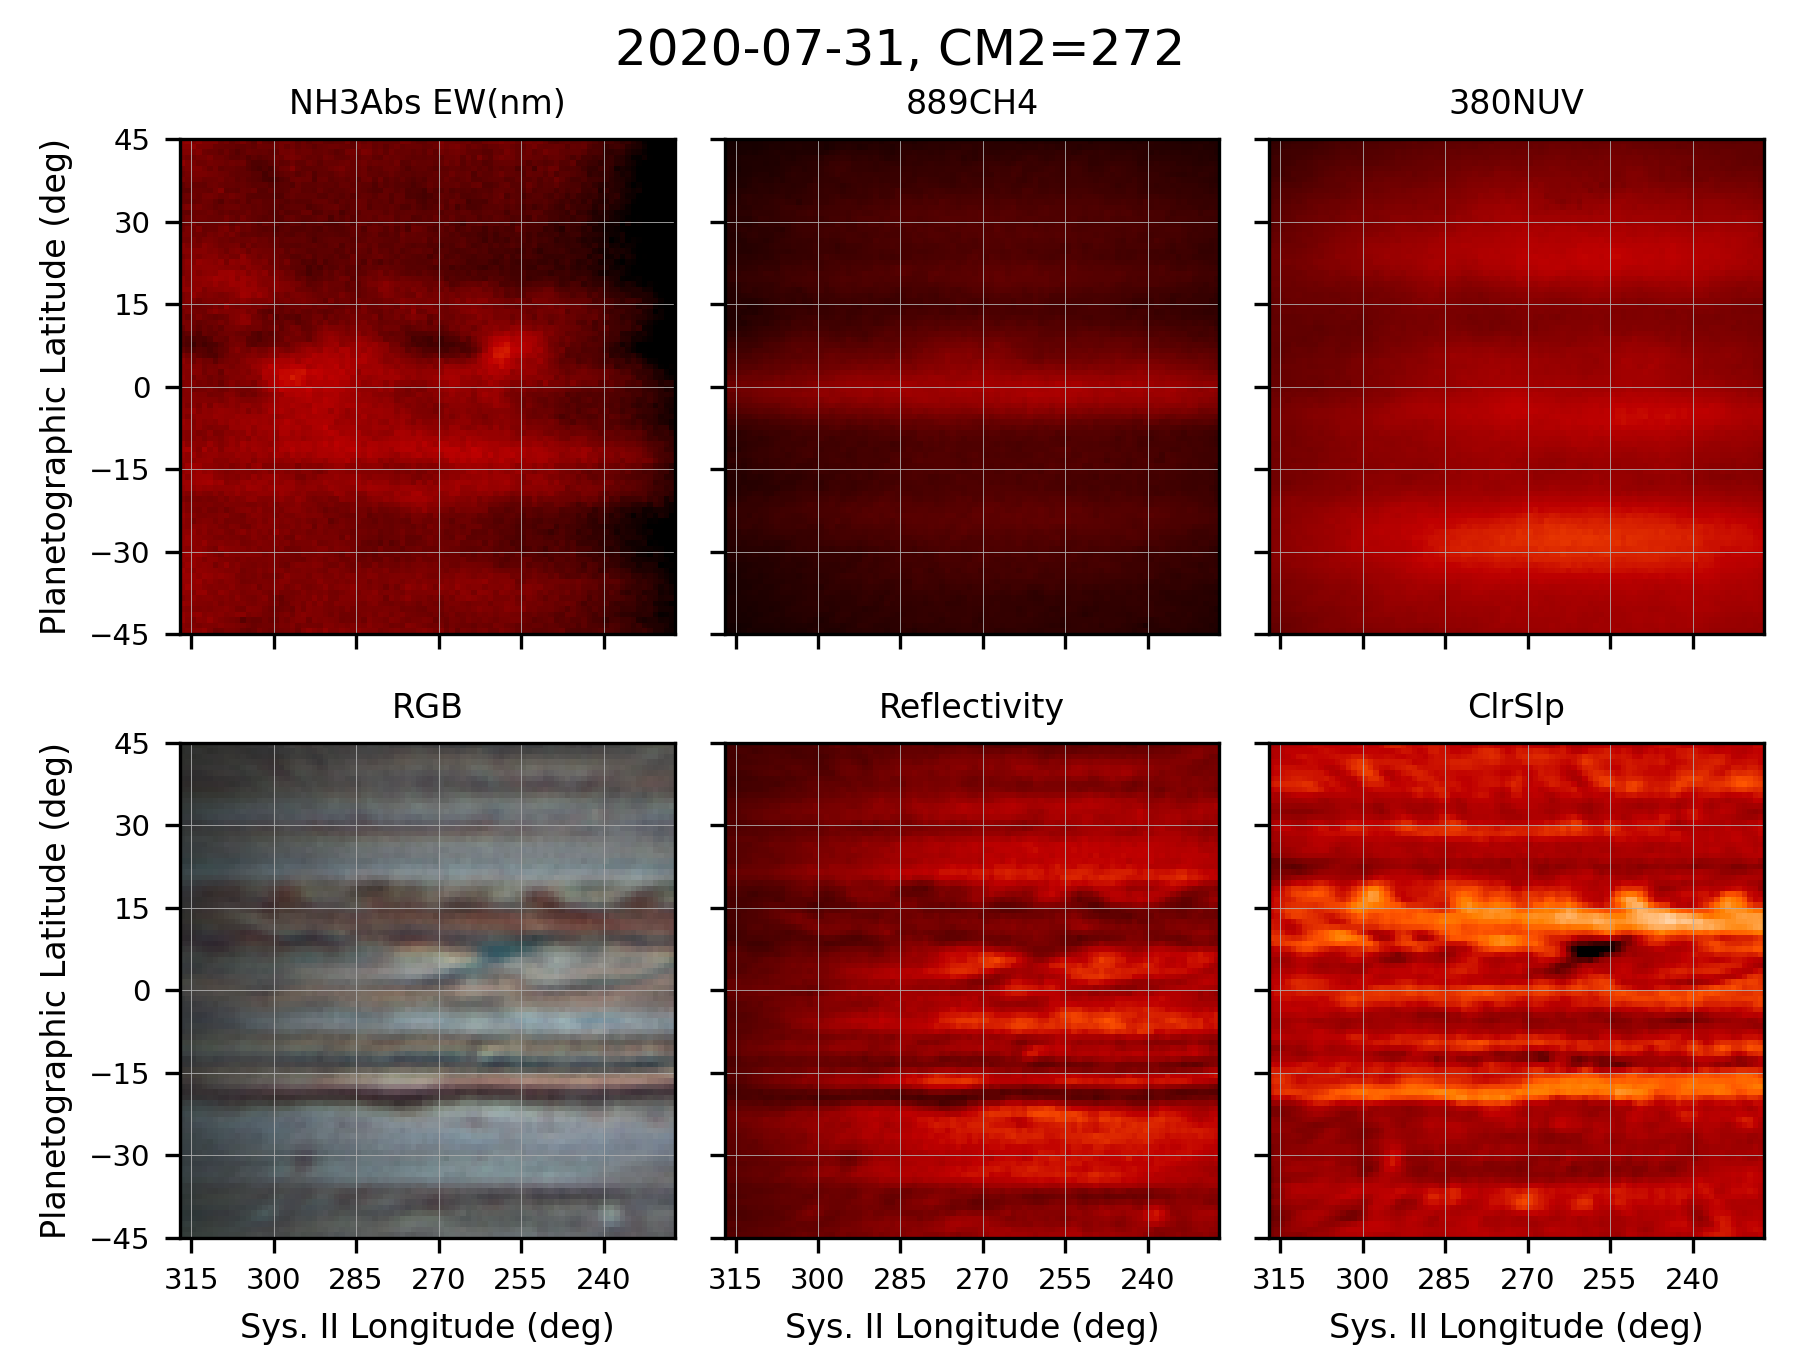 2020-07-31, CM2=272
NH3Abs EW(nm)
889CH4
380NUV
Planetographic Latitude (deg)
45
30
15
0
−15
−30
−45
RGB
Reflectivity
ClrSlp
Planetographic Latitude (deg)
45
30
15
0
−15
−30
−45
315 300 285 270 255 240
315 300 285 270 255 240
315 300 285 270 255 240
Sys. II Longitude (deg)
Sys. II Longitude (deg)
Sys. II Longitude (deg)